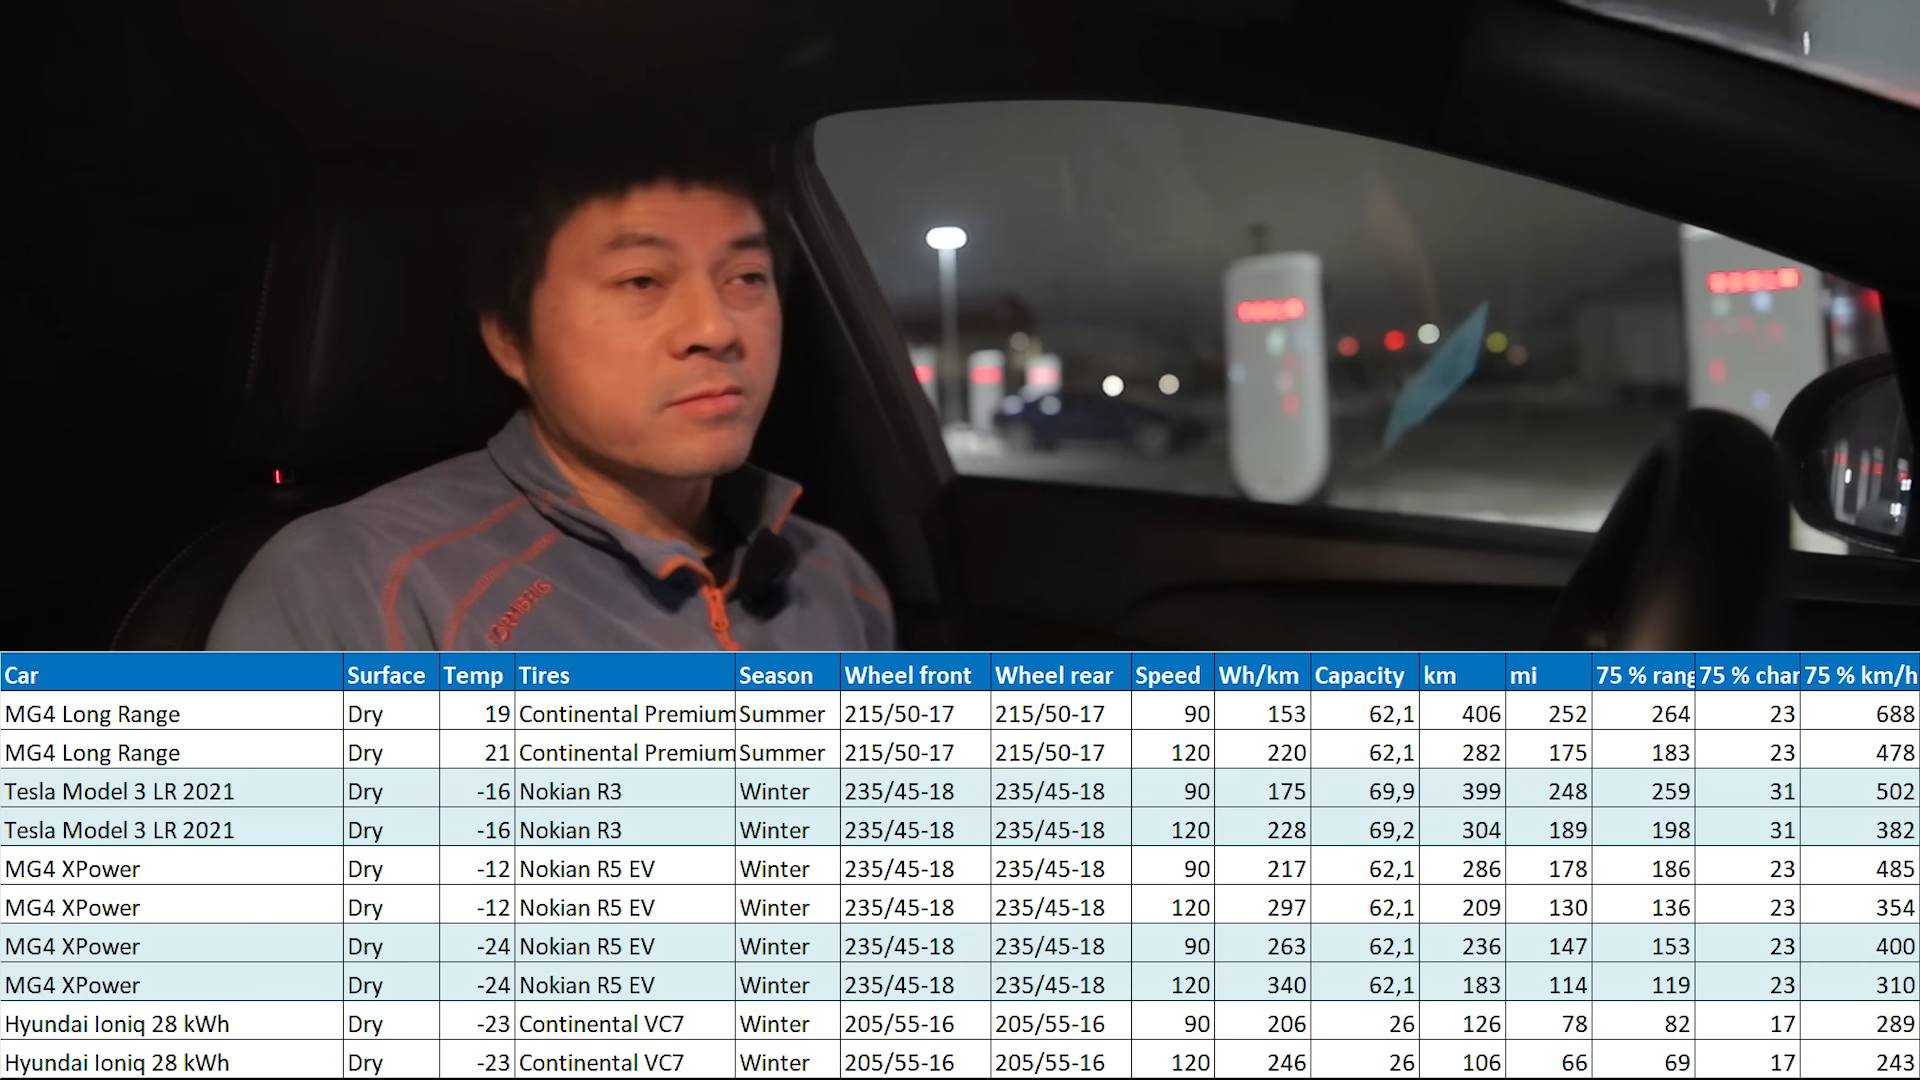 Car Surface Temp Tires Season Wheel front Wheel rear Speed Wh/km Capacity km mi 75 % rang 75 % char 75 % km/h
MG4 Long Range Dry 19 Continental Premium Summer 215/50-17 215/50-17 90 153 62,1 406 252 264 23 688
MG4 Long Range Dry 21 Continental Premium Summer 215/50-17 215/50-17 120 220 62,1 282 175 183 23 478
Tesla Model 3 LR 2021 Dry -16 Nokian R3 Winter 235/45-18 235/45-18 90 175 69,9 399 248 259 31 502
Tesla Model 3 LR 2021 Dry -16 Nokian R3 Winter 235/45-18 235/45-18 120 228 69,2 304 189 198 31 382
MG4 XPower Dry -12 Nokian R5 EV Winter 235/45-18 235/45-18 90 217 62,1 286 178 186 23 485
MG4 XPower Dry -12 Nokian R5 EV Winter 235/45-18 235/45-18 120 297 62,1 209 130 136 23 354
MG4 XPower Dry -24 Nokian R5 EV Winter 235/45-18 235/45-18 90 263 62,1 236 147 153 23 400
MG4 XPower Dry -24 Nokian R5 EV Winter 235/45-18 235/45-18 120 340 62,1 183 114 119 23 310
Hyundai Ioniq 28 kWh Dry -23 Continental VC7 Winter 205/55-16 205/55-16 90 206 26 126 78 82 17 289
Hyundai Ioniq 28 kWh Dry -23 Continental VC7 Winter 205/55-16 205/55-16 120 246 26 106 66 69 17 243